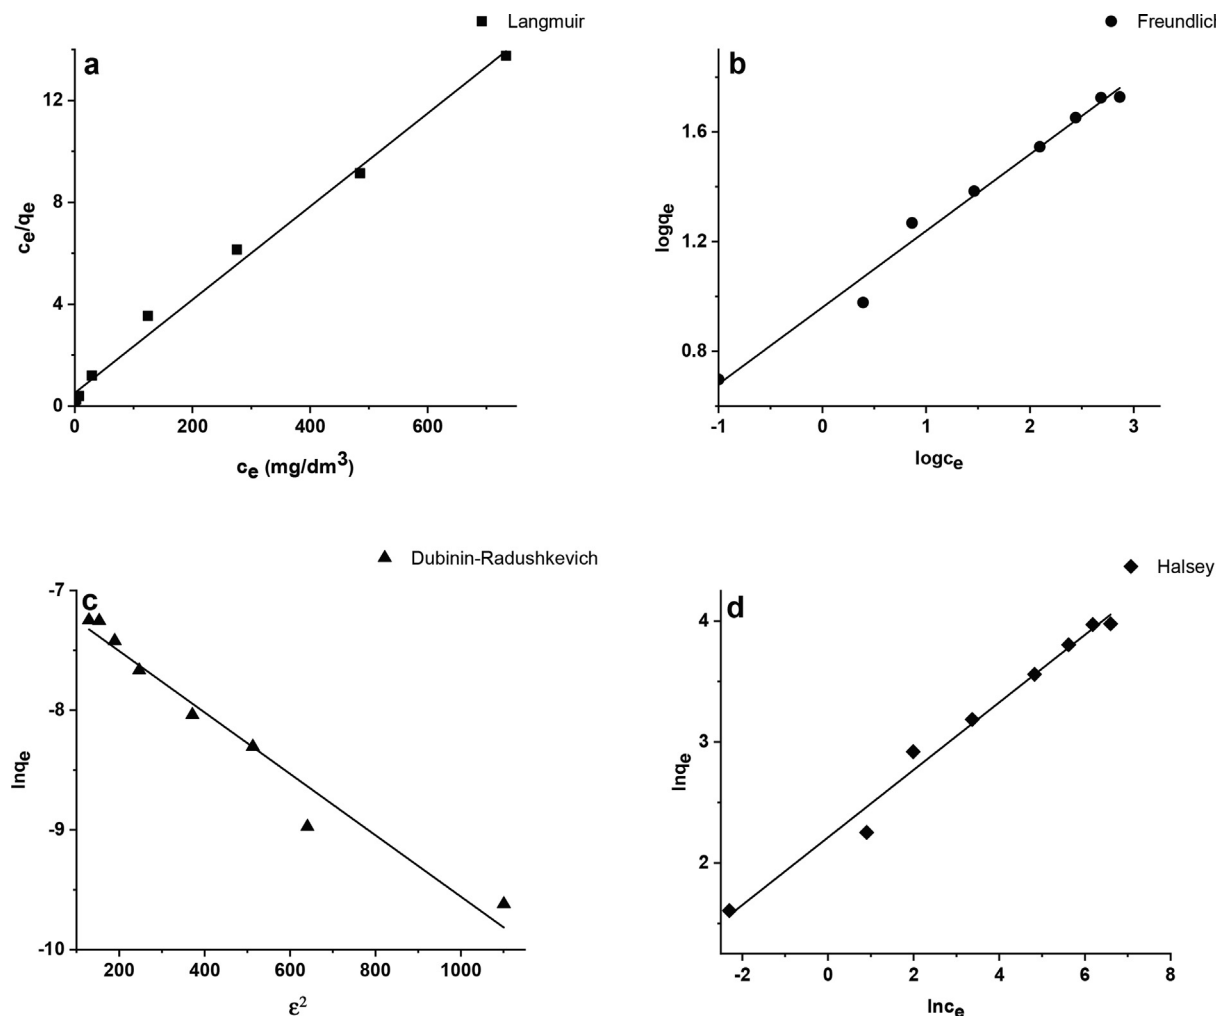 Langmuir
a
12
8
4
0
c_e/q_e
0 200 400 600
c_e (mg/dm³)
Freundlich
b
1.6
1.2
0.8
logq_e
-1 0 1 2 3
logc_e
Dubinin-Radushkevich
c
-7
-8
-9
-10
lnq_e
200 400 600 800 1000
ε²
Halsey
d
4
3
2
lnq_e
-2 0 2 4 6 8
lnc_e